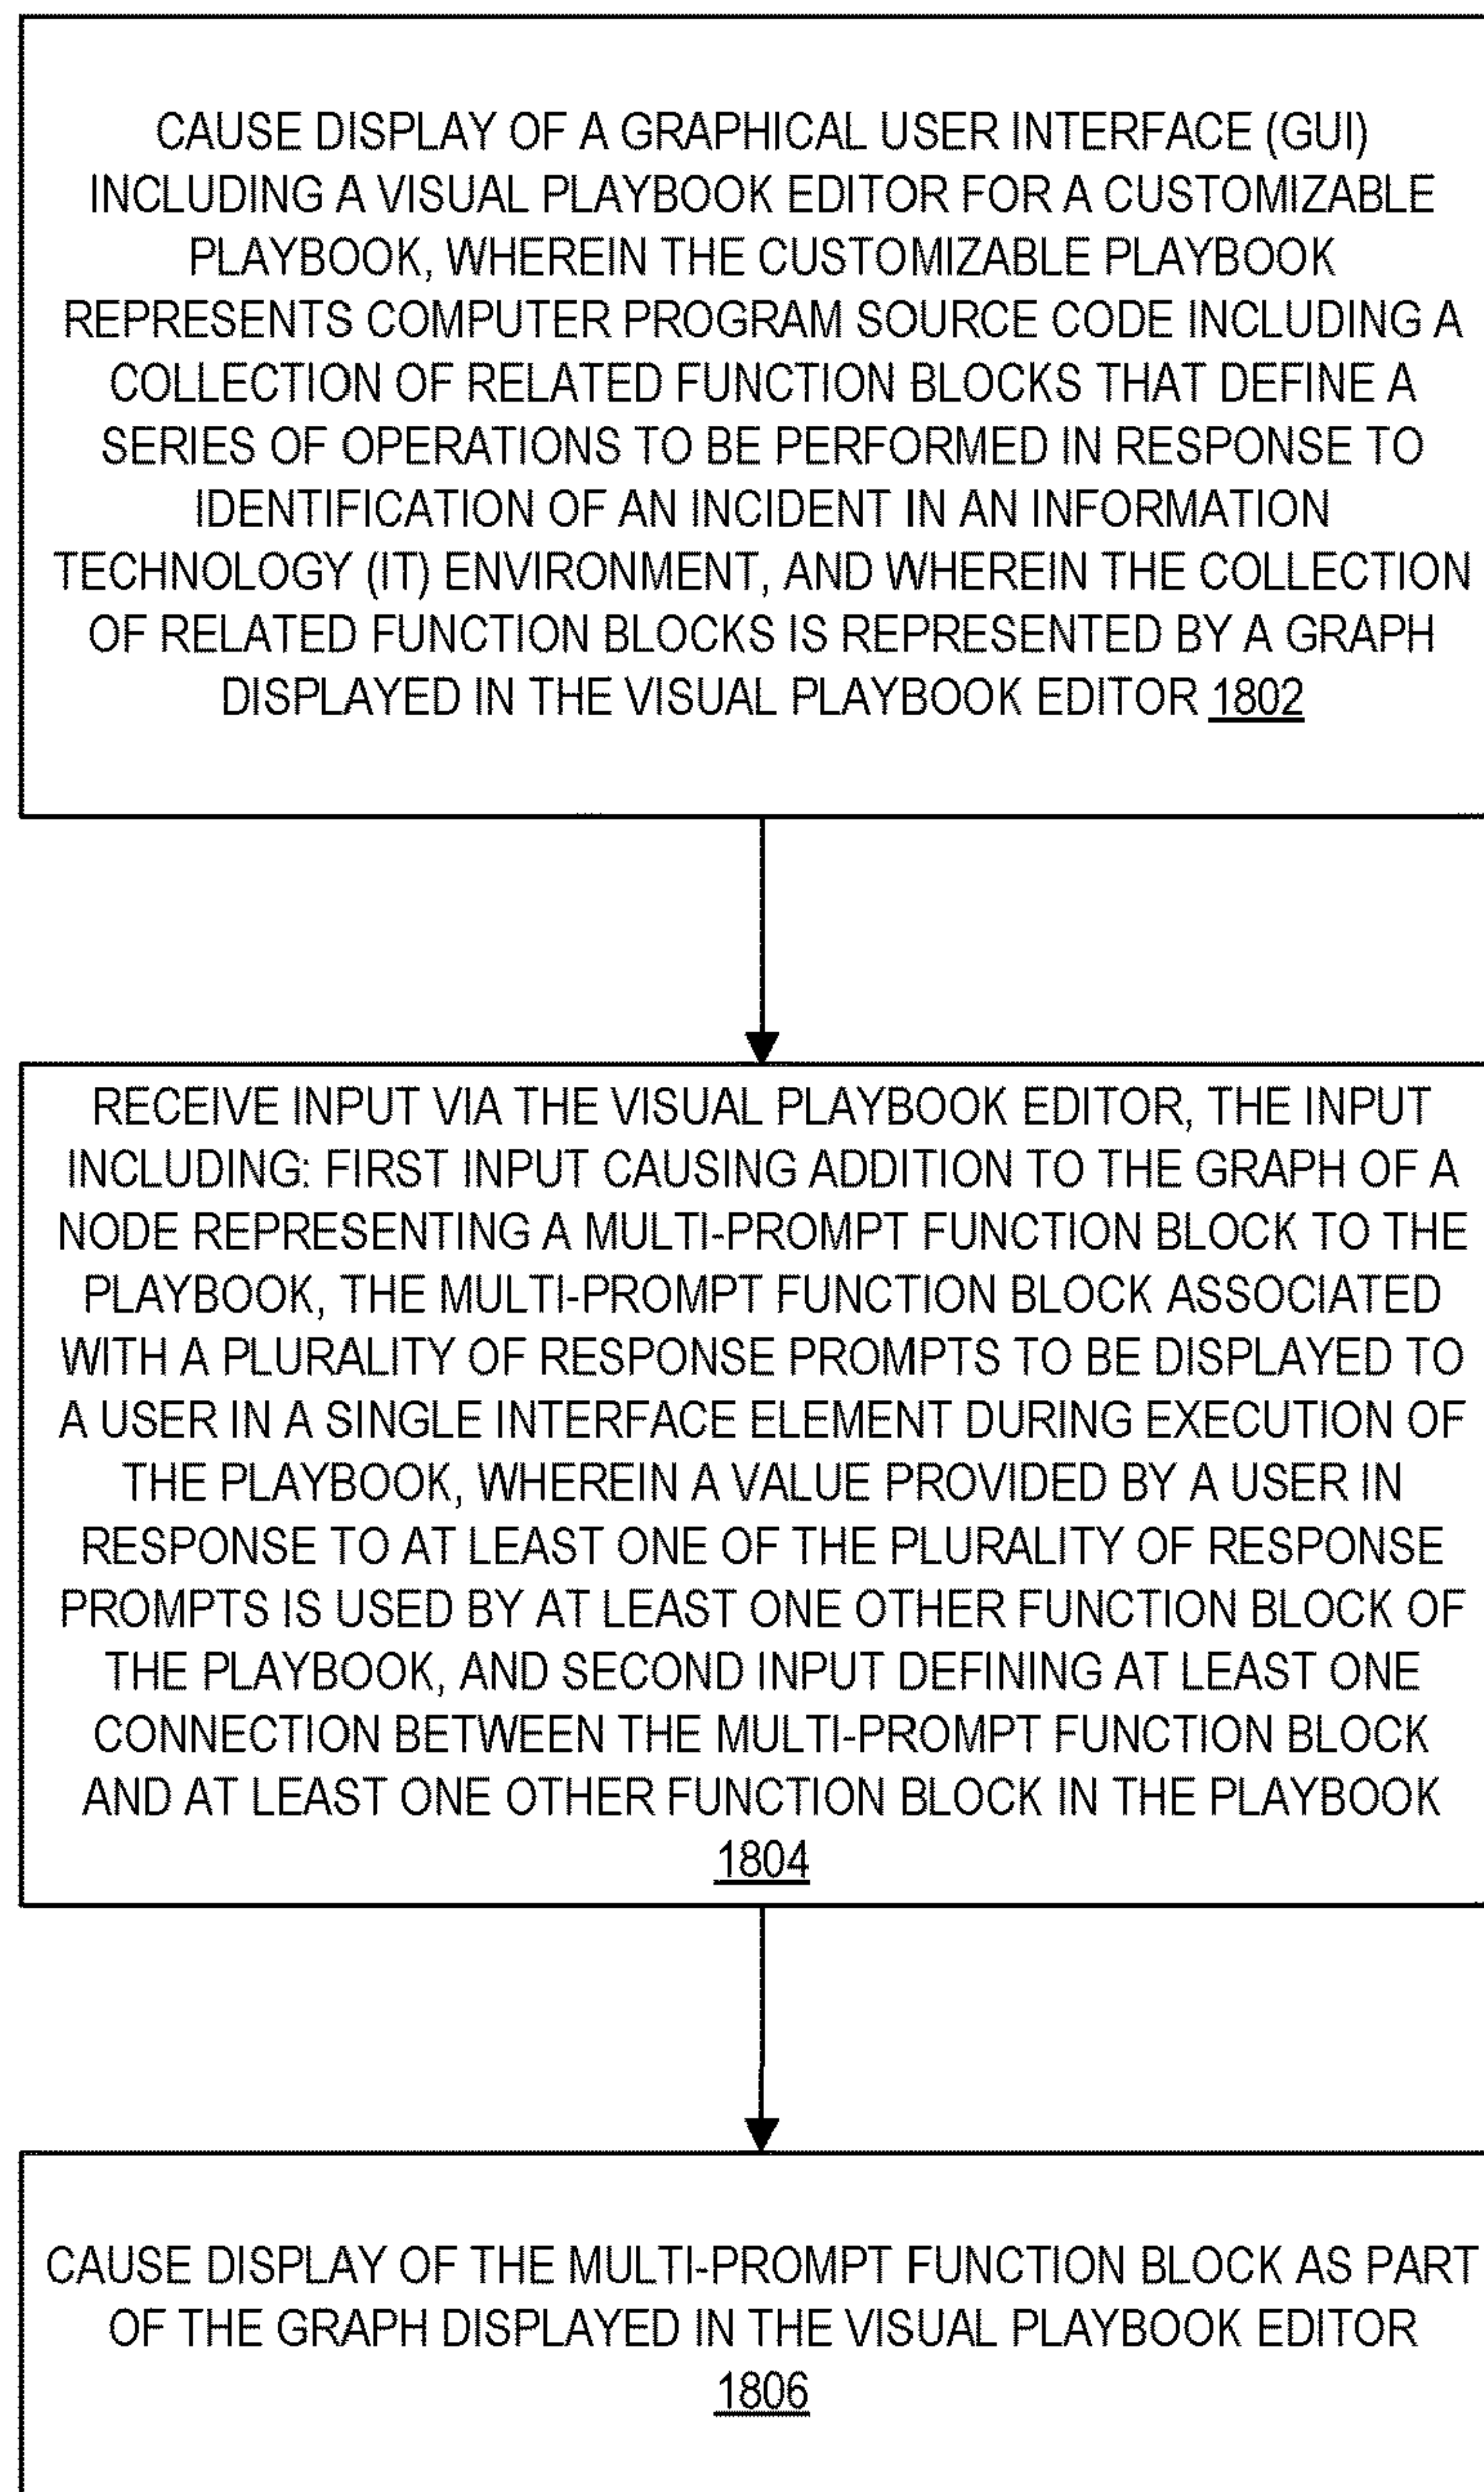 CAUSE DISPLAY OF A GRAPHICAL USER INTERFACE (GUI)
INCLUDING A VISUAL PLAYBOOK EDITOR FOR A CUSTOMIZABLE
PLAYBOOK, WHEREIN THE CUSTOMIZABLE PLAYBOOK
REPRESENTS COMPUTER PROGRAM SOURCE CODE INCLUDING A
COLLECTION OF RELATED FUNCTION BLOCKS THAT DEFINE A
SERIES OF OPERATIONS TO BE PERFORMED IN RESPONSE TO
IDENTIFICATION OF AN INCIDENT IN AN INFORMATION
TECHNOLOGY (IT) ENVIRONMENT, AND WHEREIN THE COLLECTION
OF RELATED FUNCTION BLOCKS IS REPRESENTED BY A GRAPH
DISPLAYED IN THE VISUAL PLAYBOOK EDITOR 1802
RECEIVE INPUT VIA THE VISUAL PLAYBOOK EDITOR, THE INPUT
INCLUDING: FIRST INPUT CAUSING ADDITION TO THE GRAPH OF A
NODE REPRESENTING A MULTI-PROMPT FUNCTION BLOCK TO THE
PLAYBOOK, THE MULTI-PROMPT FUNCTION BLOCK ASSOCIATED
WITH A PLURALITY OF RESPONSE PROMPTS TO BE DISPLAYED TO
A USER IN A SINGLE INTERFACE ELEMENT DURING EXECUTION OF
THE PLAYBOOK, WHEREIN A VALUE PROVIDED BY A USER IN
RESPONSE TO AT LEAST ONE OF THE PLURALITY OF RESPONSE
PROMPTS IS USED BY AT LEAST ONE OTHER FUNCTION BLOCK OF
THE PLAYBOOK, AND SECOND INPUT DEFINING AT LEAST ONE
CONNECTION BETWEEN THE MULTI-PROMPT FUNCTION BLOCK
AND AT LEAST ONE OTHER FUNCTION BLOCK IN THE PLAYBOOK
1804
CAUSE DISPLAY OF THE MULTI-PROMPT FUNCTION BLOCK AS PART
OF THE GRAPH DISPLAYED IN THE VISUAL PLAYBOOK EDITOR
1806